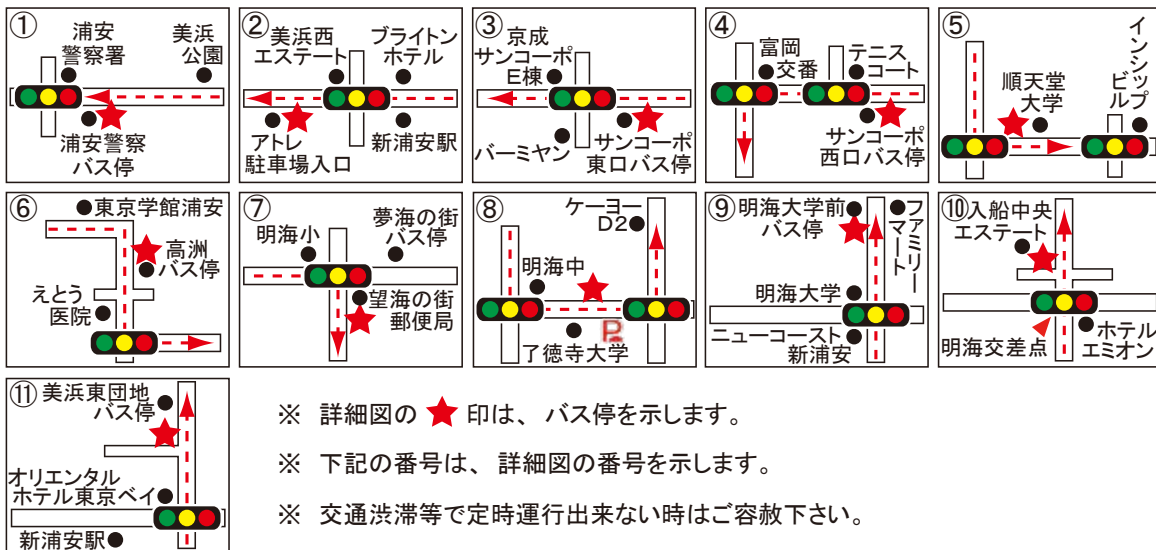 ①
浦安
警察署
美浜
公園
浦安警察
バス停
②
美浜西
エステート
ブライトン
ホテル
アトレ
駐車場入口
新浦安駅
③
京成
サンコーポ
E棟
バーミヤン
サンコーポ
東口バス停
④
富岡
交番
テニス
コート
サンコーポ
西口バス停
⑤
順天堂
大学
インシップ
ビル
⑥
東京学館浦安
高洲
バス停
えとう
医院
⑦
明海小
夢海の街
バス停
望海の街
郵便局
⑧
ケーヨー
D2
明海中
P
了徳寺大学
⑨
明海大学前
バス停
ファミリー
マート
明海大学
ニューコースト
新浦安
⑩
入船中央
エステート
明海交差点
ホテル
エミオン
⑪
美浜東団地
バス停
オリエンタル
ホテル東京ベイ
新浦安駅
※ 詳細図の ★ 印は、バス停を示します。
※ 下記の番号は、詳細図の番号を示します。
※ 交通渋滞等で定時運行出来ない時はご容赦下さい。